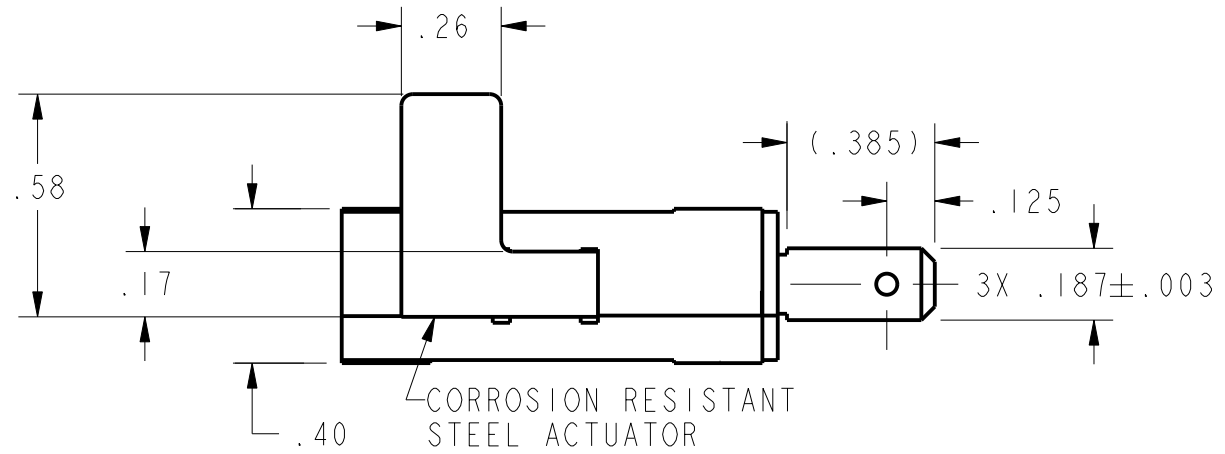 .26
(.385)
.58
.125
.17
3X .187±.003
CORROSION RESISTANT
STEEL ACTUATOR
.40